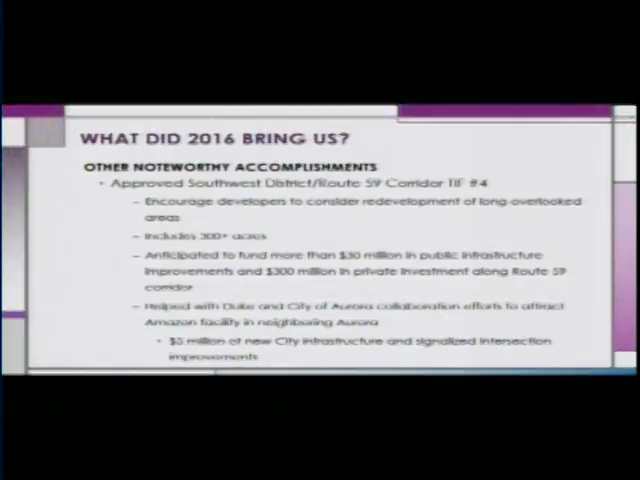 WHAT DID 2016 BRING US?
OTHER NOTEWORTHY ACCOMPLISHMENTS
• Approved Southwest District/Route 59 Corridor TIF #4
– Encourage developers to consider redevelopment of long overlooked
areas
– Includes 300+ acres
– Anticipated to fund more than $30 million in public infrastructure
improvements and $300 million in private investment along Route 59
corridor
– Helped with Duke and City of Aurora collaboration efforts to attract
Amazon facility in neighboring Aurora
• $5 million of new City infrastructure and signalized intersection
improvements